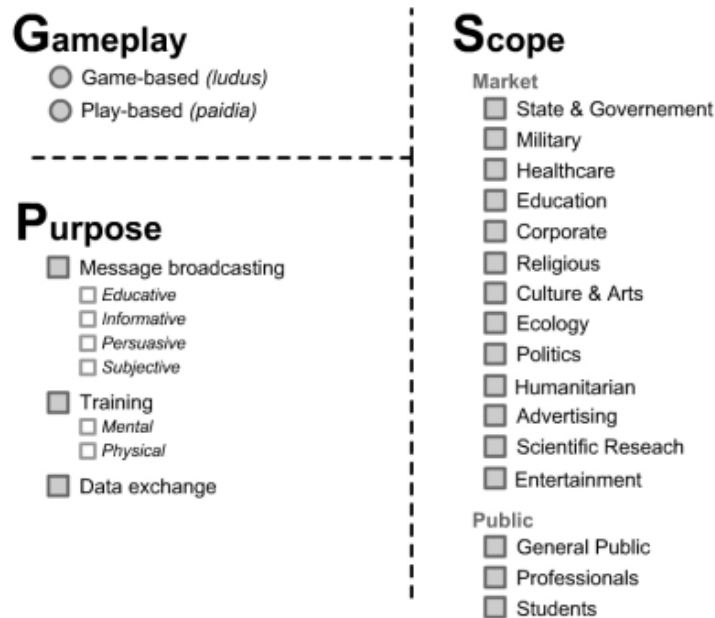 Gameplay
Game-based (ludus)
Play-based (paidia)
Purpose
Message broadcasting
Educative
Informative
Persuasive
Subjective
Training
Mental
Physical
Data exchange
Scope
Market
State & Governement
Military
Healthcare
Education
Corporate
Religious
Culture & Arts
Ecology
Politics
Humanitarian
Advertising
Scientific Reseach
Entertainment
Public
General Public
Professionals
Students